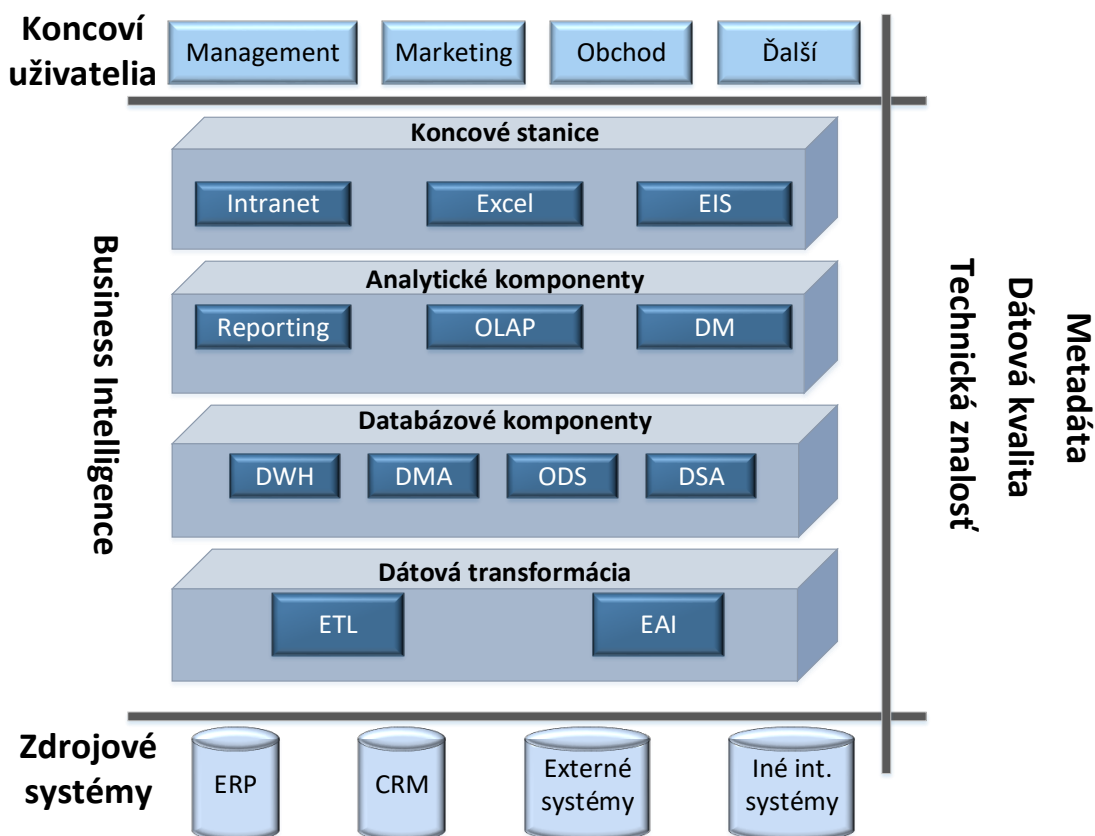 Koncoví
uživatelia
Management
Marketing
Obchod
Ďalší
Koncové stanice
Intranet
Excel
EIS
Analytické komponenty
Reporting
OLAP
DM
Databázové komponenty
DWH
DMA
ODS
DSA
Dátová transformácia
ETL
EAI
Business Intelligence
Technická znalosť
Dátová kvalita
Metadáta
Zdrojové
systémy
ERP
CRM
Externé
systémy
Iné int.
systémy